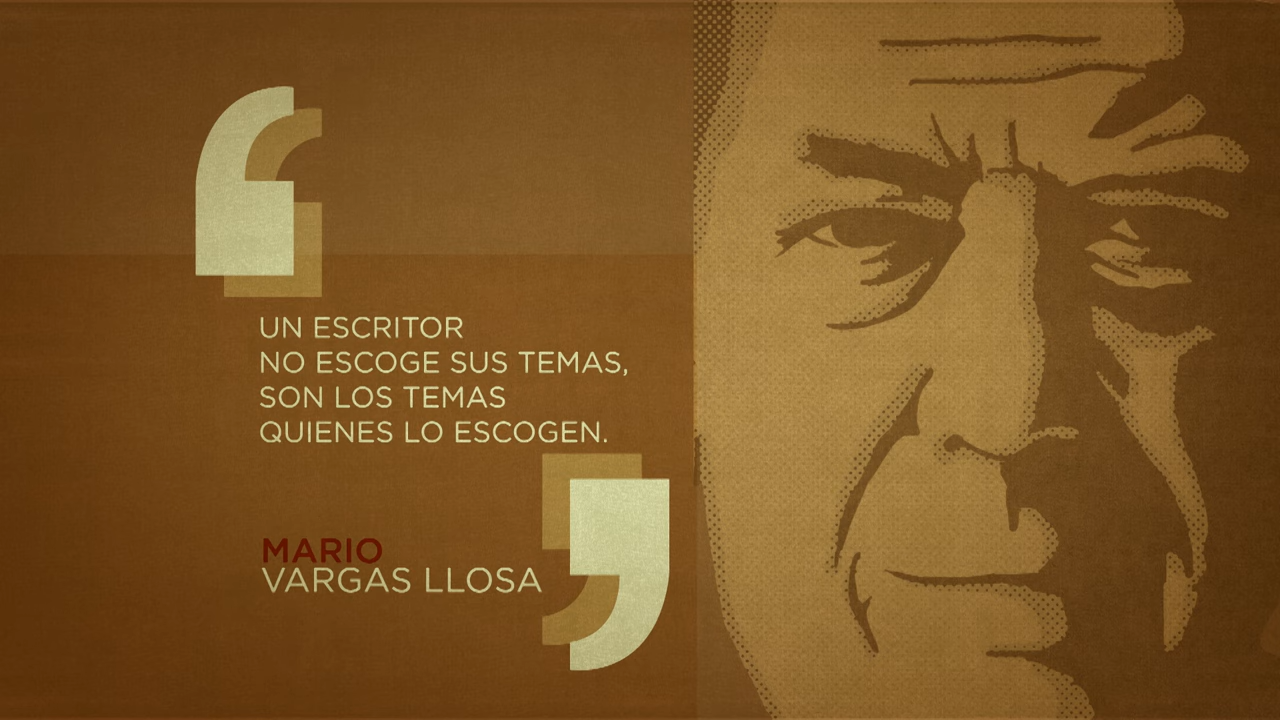 UN ESCRITOR
NO ESCOGE SUS TEMAS,
SON LOS TEMAS
QUIENES LO ESCOGEN.
MARIO
VARGAS LLOSA